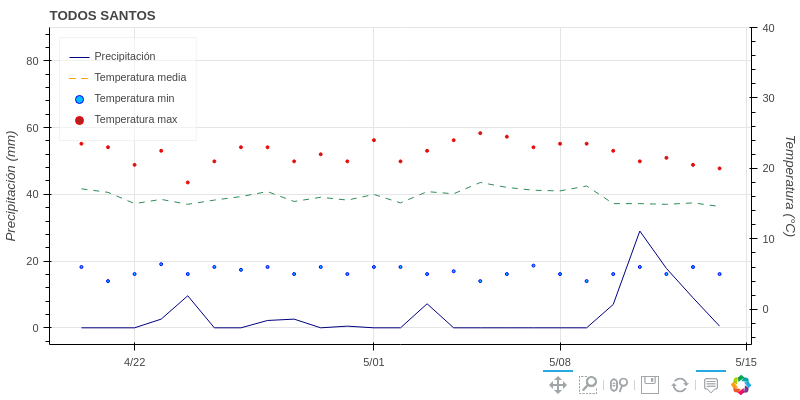 TODOS SANTOS
Precipitación
Temperatura media
Temperatura min
Temperatura max
Precipitación (mm)
80
60
40
20
0
Temperatura (°C)
40
30
20
10
0
4/22
5/01
5/08
5/15